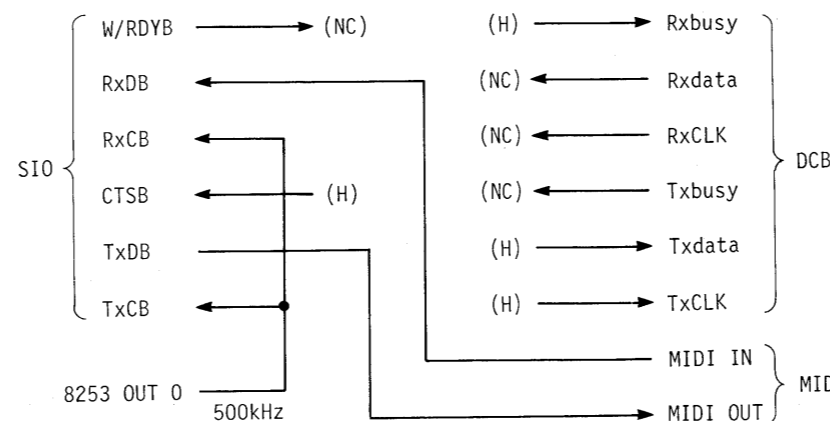 W/RDYB (NC) (H) Rxbusy
RxDB (NC) Rxdata
RxCB (NC) RxCLK
SIO DCB
CTSB (H) (NC) Txbusy
TxDB (H) Txdata
TxCB (H) TxCLK
MIDI IN
8253 OUT 0 MID
500kHz MIDI OUT